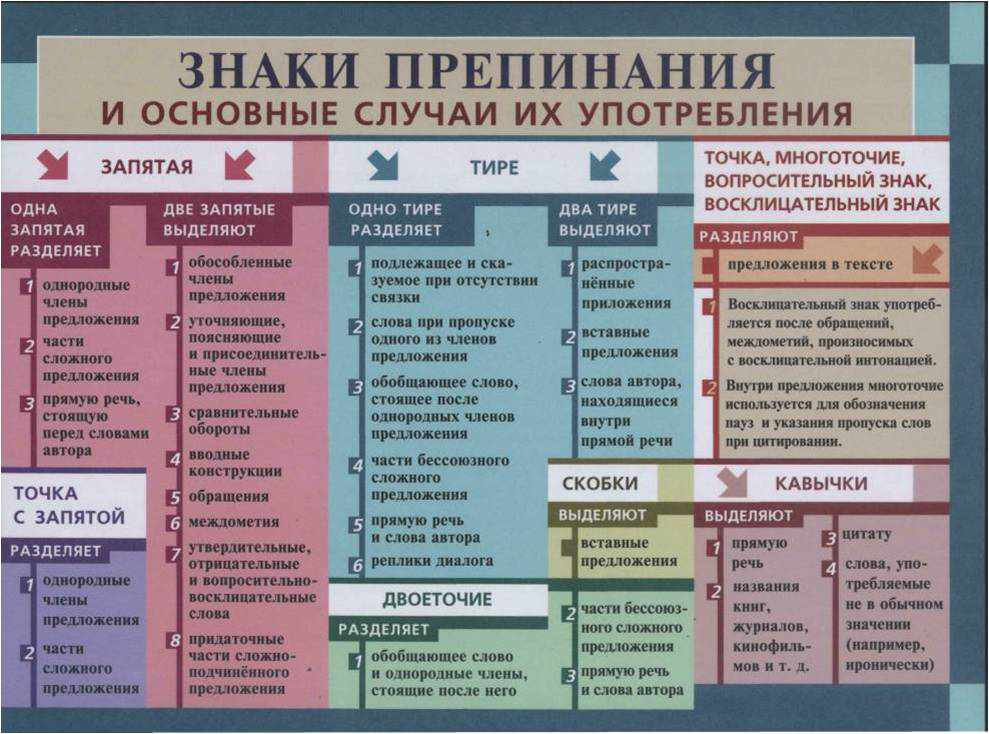 ЗНАКИ ПРЕПИНАНИЯ
И ОСНОВНЫЕ СЛУЧАИ ИХ УПОТРЕБЛЕНИЯ
ЗАПЯТАЯ
ОДНА
ЗАПЯТАЯ
РАЗДЕЛЯЕТ
1 однородные
члены
предложения
2 части
сложного
предложения
3 прямую речь,
стоящую
перед словами
автора
ДВЕ ЗАПЯТЫЕ
ВЫДЕЛЯЮТ
1 обособленные
члены
предложения
2 уточняющие,
поясняющие
и присоединитель-
ные члены
предложения
3 сравнительные
обороты
4 вводные
конструкции
5 обращения
6 междометия
7 утвердительные,
отрицательные
и вопросительно-
восклицательные
слова
8 придаточные
части сложно-
подчинённого
предложения
ТОЧКА
С ЗАПЯТОЙ
РАЗДЕЛЯЕТ
1 однородные
члены
предложения
2 части
сложного
предложения
ТИРЕ
ОДНО ТИРЕ
РАЗДЕЛЯЕТ
1 подлежащее и ска-
зуемое при отсутствии
связки
2 слова при пропуске
одного из членов
предложения
3 обобщающее слово,
стоящее после
однородных членов
предложения
4 части бессоюзного
сложного
предложения
5 прямую речь
и слова автора
6 реплики диалога
ДВА ТИРЕ
ВЫДЕЛЯЮТ
1 распростра-
нённые
приложения
2 вставные
предложения
3 слова автора,
находящиеся
внутри
прямой речи
ДВОЕТОЧИЕ
РАЗДЕЛЯЕТ
1 обобщающее слово
и однородные члены,
стоящие после него
2 части бессоюз-
ного сложного
предложения
3 прямую речь
и слова автора
СКОБКИ
ВЫДЕЛЯЮТ
вставные
предложения
ТОЧКА, МНОГОТОЧИЕ,
ВОПРОСИТЕЛЬНЫЙ ЗНАК,
ВОСКЛИЦАТЕЛЬНЫЙ ЗНАК
РАЗДЕЛЯЮТ
предложения в тексте
1 Восклицательный знак употреб-
ляется после обращений,
междометий, произносимых
с восклицательной интонацией.
2 Внутри предложения многоточие
используется для обозначения
пауз и указания пропуска слов
при цитировании.
КАВЫЧКИ
ВЫДЕЛЯЮТ
1 прямую
речь
2 названия
книг,
журналов,
кинофиль-
мов и т. д.
3 цитату
4 слова, упо-
требляемые
не в обычном
значении
(например,
иронически)